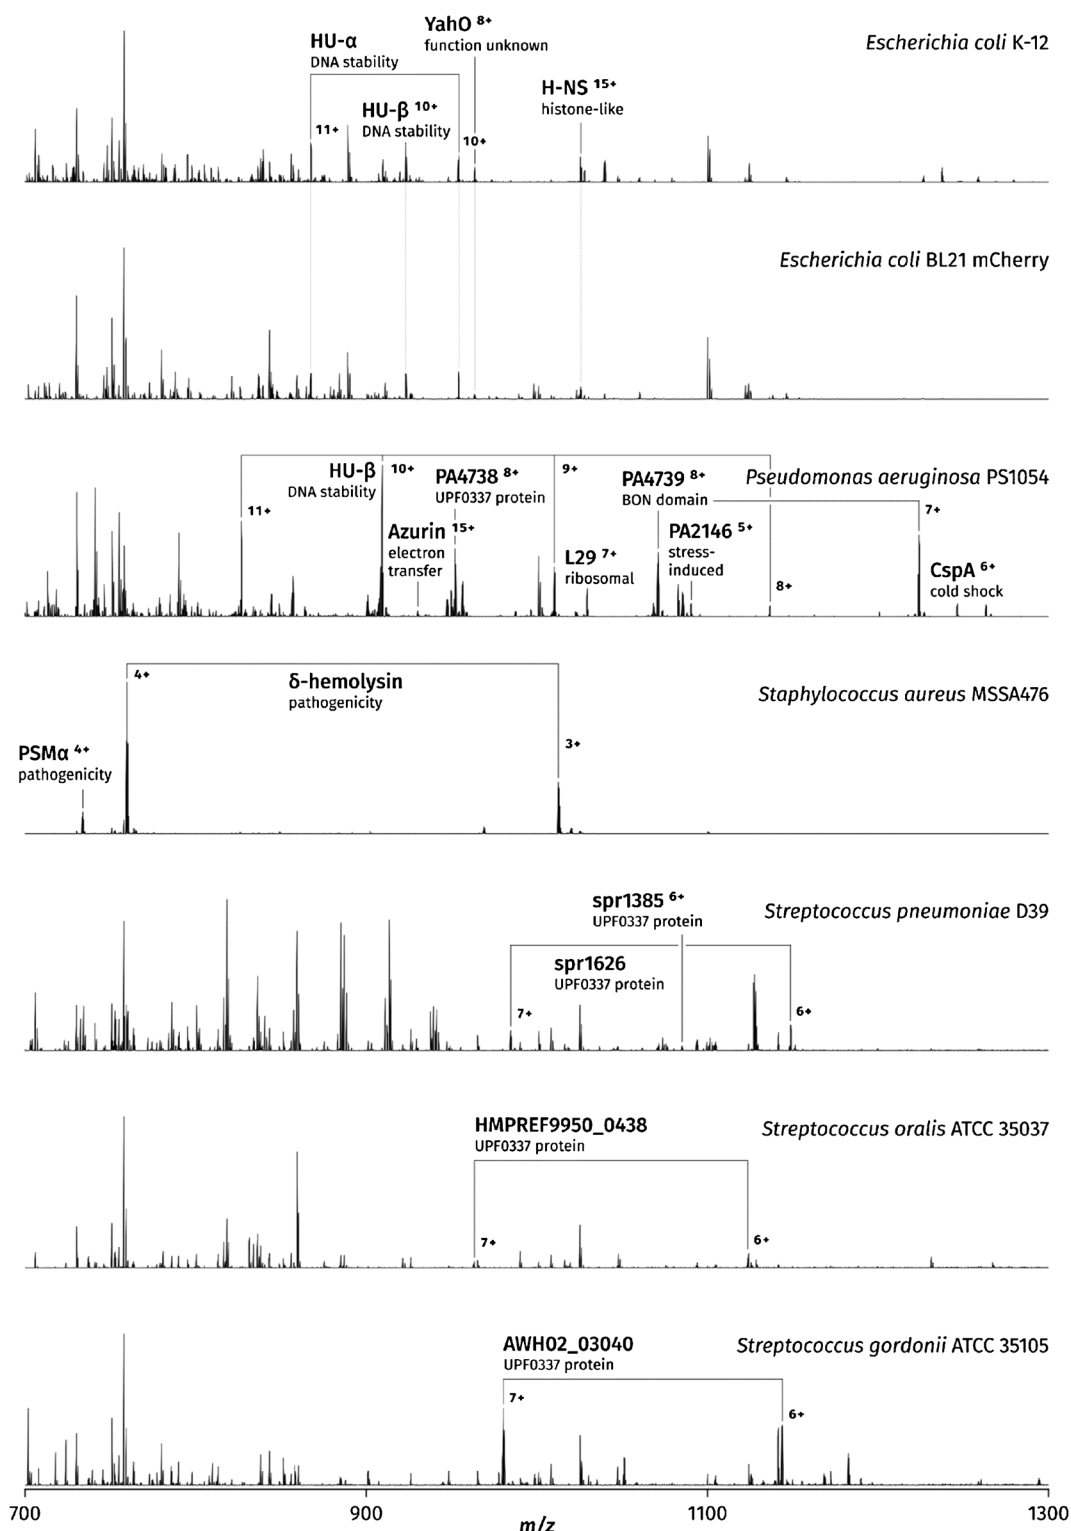 Escherichia coli K-12
YahO 8+
function unknown
HU-α
DNA stability
H-NS 15+
histone-like
HU-β 10+
DNA stability
11+
10+
Escherichia coli BL21 mCherry
Pseudomonas aeruginosa PS1054
HU-β
DNA stability
10+
PA4738 8+
UPF0337 protein
9+
PA4739 8+
BON domain
11+
7+
Azurin 15+
electron
transfer
PA2146 5+
stress-
induced
L29 7+
ribosomal
8+
CspA 6+
cold shock
Staphylococcus aureus MSSA476
4+
δ-hemolysin
pathogenicity
3+
PSMα 4+
pathogenicity
Streptococcus pneumoniae D39
spr1385 6+
UPF0337 protein
spr1626
UPF0337 protein
7+
6+
Streptococcus oralis ATCC 35037
HMPREF9950_0438
UPF0337 protein
7+
6+
Streptococcus gordonii ATCC 35105
AWH02_03040
UPF0337 protein
7+
6+
700
900
1100
1300
m/z